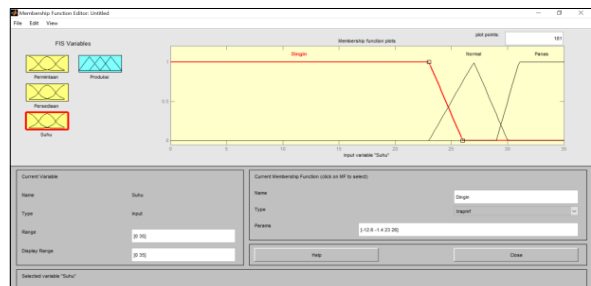 Membership Function Editor: Untitled
File Edit View
FIS Variables
Membership function plots
plot points:
181
Permintaan
Produksi
Persediaan
Suhu
Dingin
Normal
Panas
1
0.5
0
0 5 10 15 20 25 30 35
input variable "Suhu"
Current Variable
Name Suhu
Type input
Range [0 35]
Display Range [0 35]
Current Membership Function (click on MF to select)
Name Dingin
Type trapmf
Params [-12.6 -1.4 23 26]
Help
Close
Selected variable "Suhu"